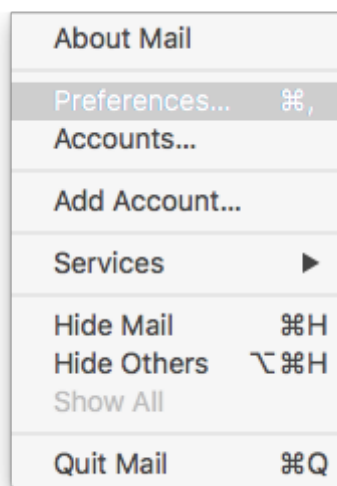 About Mail
Preferences... ⌘,
Accounts...
Add Account...
Services ▶
Hide Mail ⌘H
Hide Others ⌥⌘H
Show All
Quit Mail ⌘Q